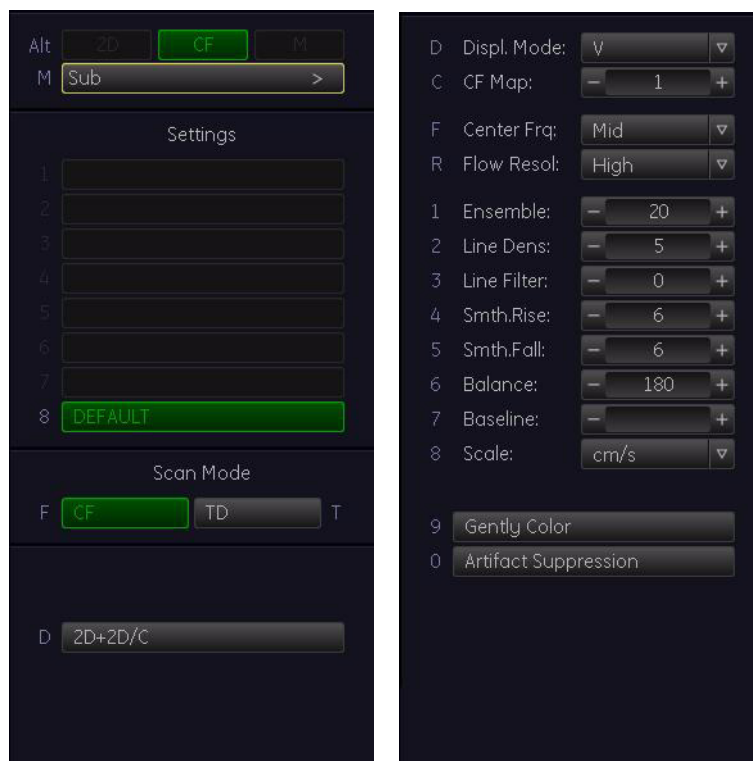 Alt 2D CF M
M Sub >
Settings
1
2
3
4
5
6
7
8 DEFAULT
Scan Mode
F CF TD T
D 2D+2D/C
D Displ. Mode: V
C CF Map: − 1 +
F Center Frq: Mid
R Flow Resol: High
1 Ensemble: − 20 +
2 Line Dens: − 5 +
3 Line Filter: − 0 +
4 Smth.Rise: − 6 +
5 Smth.Fall: − 6 +
6 Balance: − 180 +
7 Baseline: − +
8 Scale: cm/s
9 Gently Color
0 Artifact Suppression